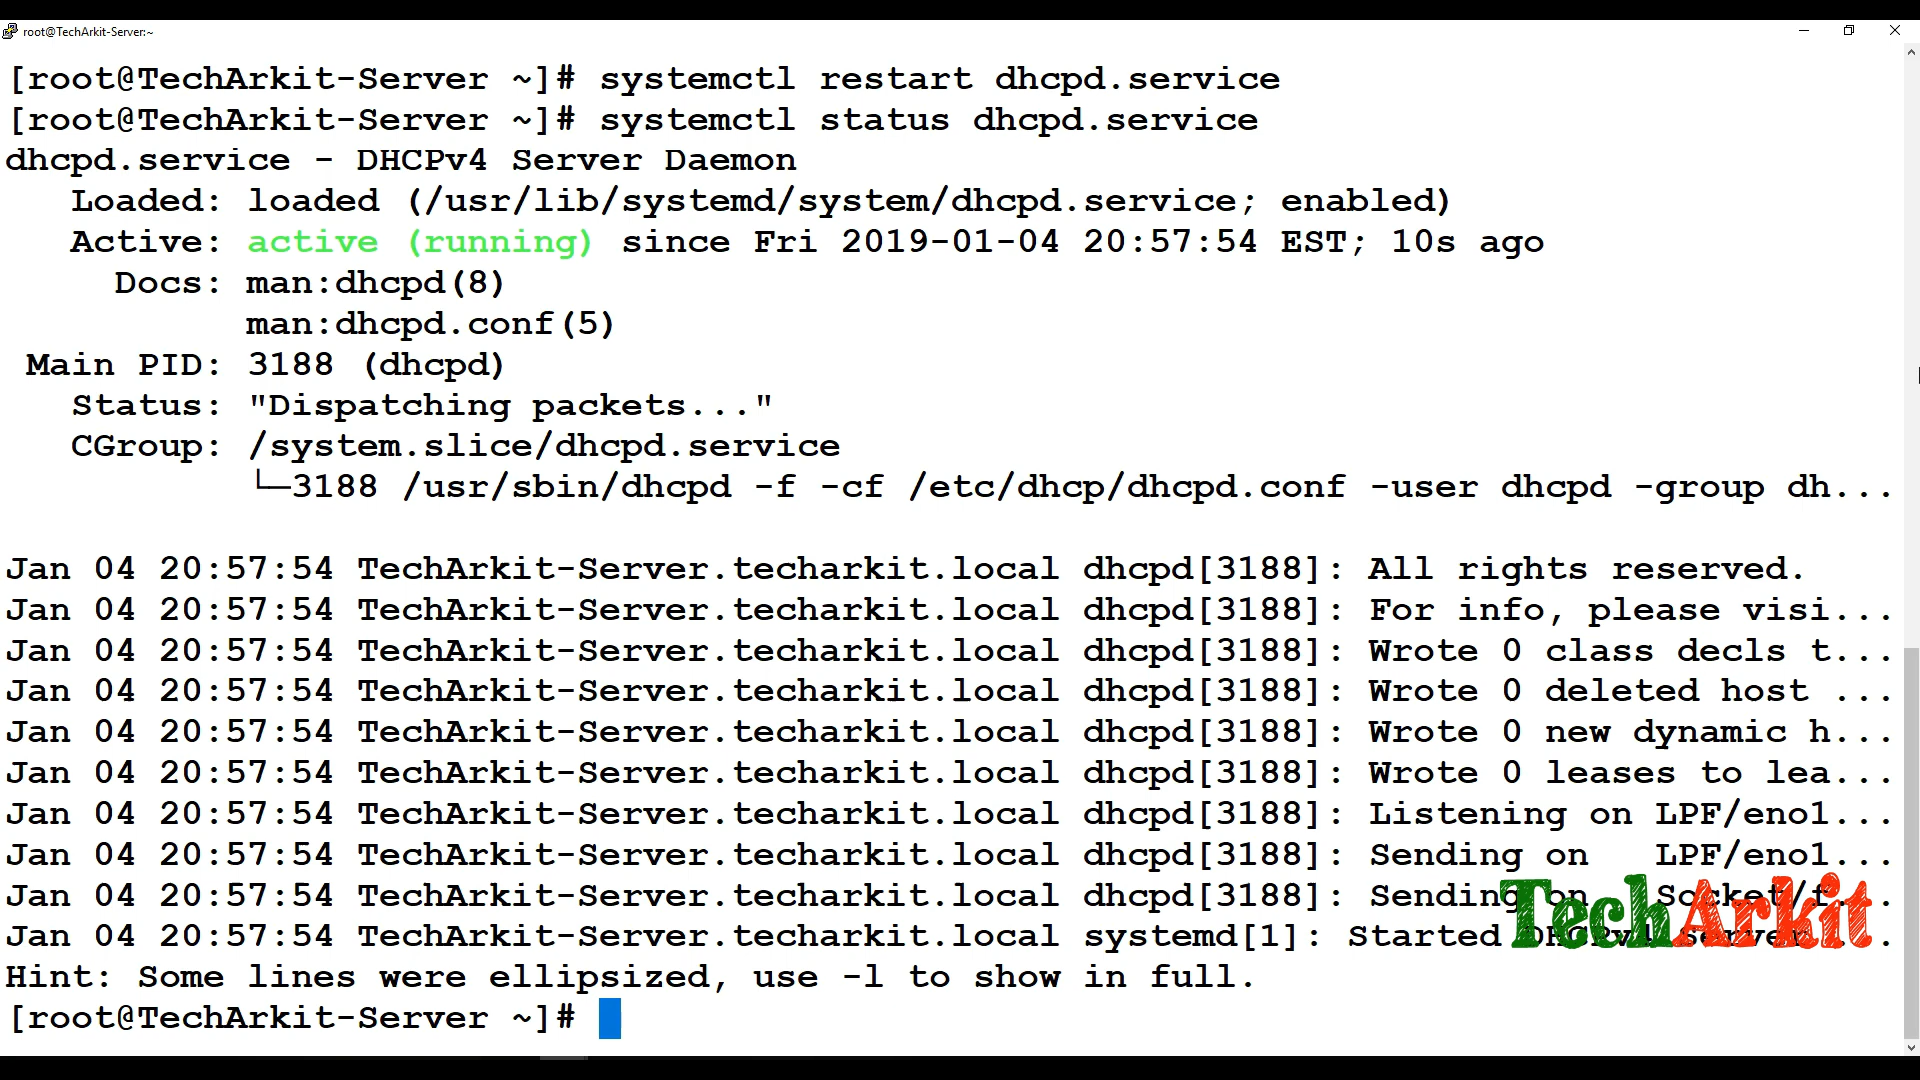 root@TechArkit-Server:~
[root@TechArkit-Server ~]# systemctl restart dhcpd.service
[root@TechArkit-Server ~]# systemctl status dhcpd.service
dhcpd.service - DHCPv4 Server Daemon
   Loaded: loaded (/usr/lib/systemd/system/dhcpd.service; enabled)
   Active: active (running) since Fri 2019-01-04 20:57:54 EST; 10s ago
     Docs: man:dhcpd(8)
           man:dhcpd.conf(5)
 Main PID: 3188 (dhcpd)
   Status: "Dispatching packets..."
   CGroup: /system.slice/dhcpd.service
           └─3188 /usr/sbin/dhcpd -f -cf /etc/dhcp/dhcpd.conf -user dhcpd -group dh...
Jan 04 20:57:54 TechArkit-Server.techarkit.local dhcpd[3188]: All rights reserved.
Jan 04 20:57:54 TechArkit-Server.techarkit.local dhcpd[3188]: For info, please visi...
Jan 04 20:57:54 TechArkit-Server.techarkit.local dhcpd[3188]: Wrote 0 class decls t...
Jan 04 20:57:54 TechArkit-Server.techarkit.local dhcpd[3188]: Wrote 0 deleted host ...
Jan 04 20:57:54 TechArkit-Server.techarkit.local dhcpd[3188]: Wrote 0 new dynamic h...
Jan 04 20:57:54 TechArkit-Server.techarkit.local dhcpd[3188]: Wrote 0 leases to lea...
Jan 04 20:57:54 TechArkit-Server.techarkit.local dhcpd[3188]: Listening on LPF/eno1...
Jan 04 20:57:54 TechArkit-Server.techarkit.local dhcpd[3188]: Sending on   LPF/eno1...
Jan 04 20:57:54 TechArkit-Server.techarkit.local dhcpd[3188]: Sending on   Socket/f...
Jan 04 20:57:54 TechArkit-Server.techarkit.local systemd[1]: Started DHCPv4 Server ...
TechArkit
Hint: Some lines were ellipsized, use -l to show in full.
[root@TechArkit-Server ~]#